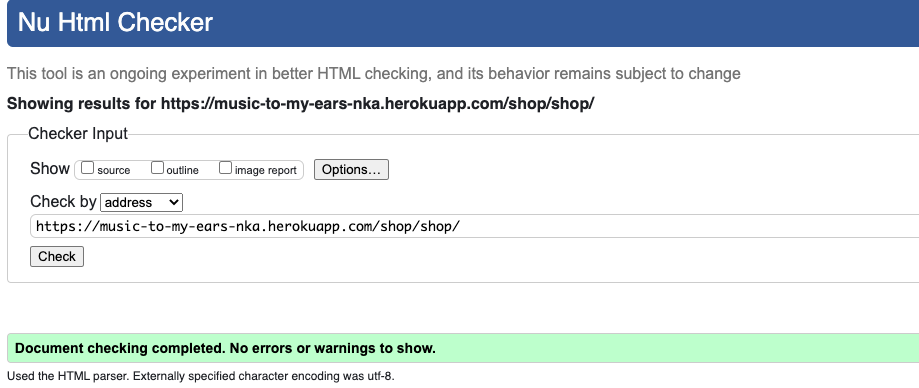 Nu Html Checker
This tool is an ongoing experiment in better HTML checking, and its behavior remains subject to change
Showing results for https://music-to-my-ears-nka.herokuapp.com/shop/shop/
Checker Input
Show source outline image report Options...
Check by address
https://music-to-my-ears-nka.herokuapp.com/shop/shop/
Check
Document checking completed. No errors or warnings to show.
Used the HTML parser. Externally specified character encoding was utf-8.